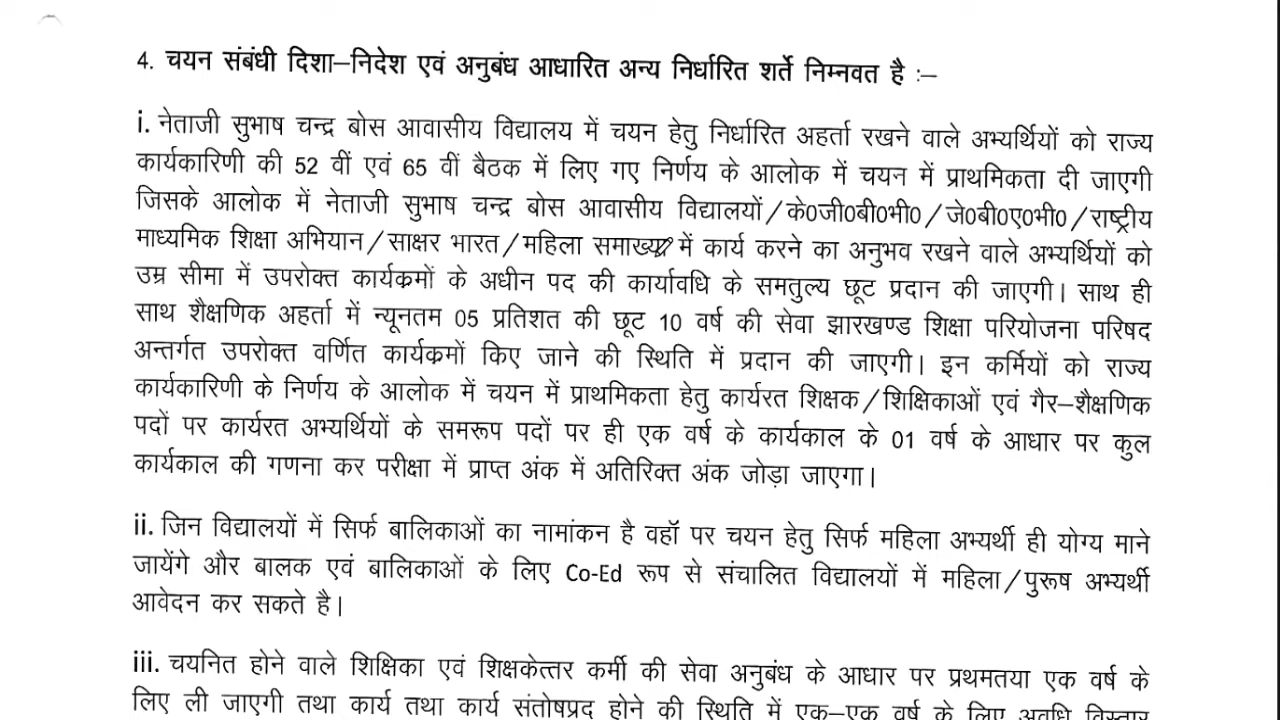 4. चयन संबंधी दिशा–निदेश एवं अनुबंध आधारित अन्य निर्धारित शर्ते निम्नवत है :–
i. नेताजी सुभाष चन्द्र बोस आवासीय विद्यालय में चयन हेतु निर्धारित अहर्ता रखने वाले अभ्यर्थियों को राज्य
कार्यकारिणी की 52 वीं एवं 65 वीं बैठक में लिए गए निर्णय के आलोक में चयन में प्राथमिकता दी जाएगी
जिसके आलोक में नेताजी सुभाष चन्द्र बोस आवासीय विद्यालयों/के0जी0बी0भी0/जे0बी0ए0भी0/राष्ट्रीय
माध्यमिक शिक्षा अभियान/साक्षर भारत/महिला समाख्या में कार्य करने का अनुभव रखने वाले अभ्यर्थियों को
उम्र सीमा में उपरोक्त कार्यक्रमों के अधीन पद की कार्यावधि के समतुल्य छूट प्रदान की जाएगी। साथ ही
साथ शैक्षणिक अहर्ता में न्यूनतम 05 प्रतिशत की छूट 10 वर्ष की सेवा झारखण्ड शिक्षा परियोजना परिषद
अन्तर्गत उपरोक्त वर्णित कार्यक्रमों किए जाने की स्थिति में प्रदान की जाएगी। इन कर्मियों को राज्य
कार्यकारिणी के निर्णय के आलोक में चयन में प्राथमिकता हेतु कार्यरत शिक्षक/शिक्षिकाओं एवं गैर–शैक्षणिक
पदों पर कार्यरत अभ्यर्थियों के समरूप पदों पर ही एक वर्ष के कार्यकाल के 01 वर्ष के आधार पर कुल
कार्यकाल की गणना कर परीक्षा में प्राप्त अंक में अतिरिक्त अंक जोड़ा जाएगा।
ii. जिन विद्यालयों में सिर्फ बालिकाओं का नामांकन है वहॉ पर चयन हेतु सिर्फ महिला अभ्यर्थी ही योग्य माने
जायेंगे और बालक एवं बालिकाओं के लिए Co-Ed रूप से संचालित विद्यालयों में महिला/पुरूष अभ्यर्थी
आवेदन कर सकते है।
iii. चयनित होने वाले शिक्षिका एवं शिक्षकेत्तर कर्मी की सेवा अनुबंध के आधार पर प्रथमतया एक वर्ष के
लिए ली जाएगी तथा कार्य तथा कार्य संतोषप्रद होने की स्थिति में एक–एक वर्ष के लिए अवधि विस्तार